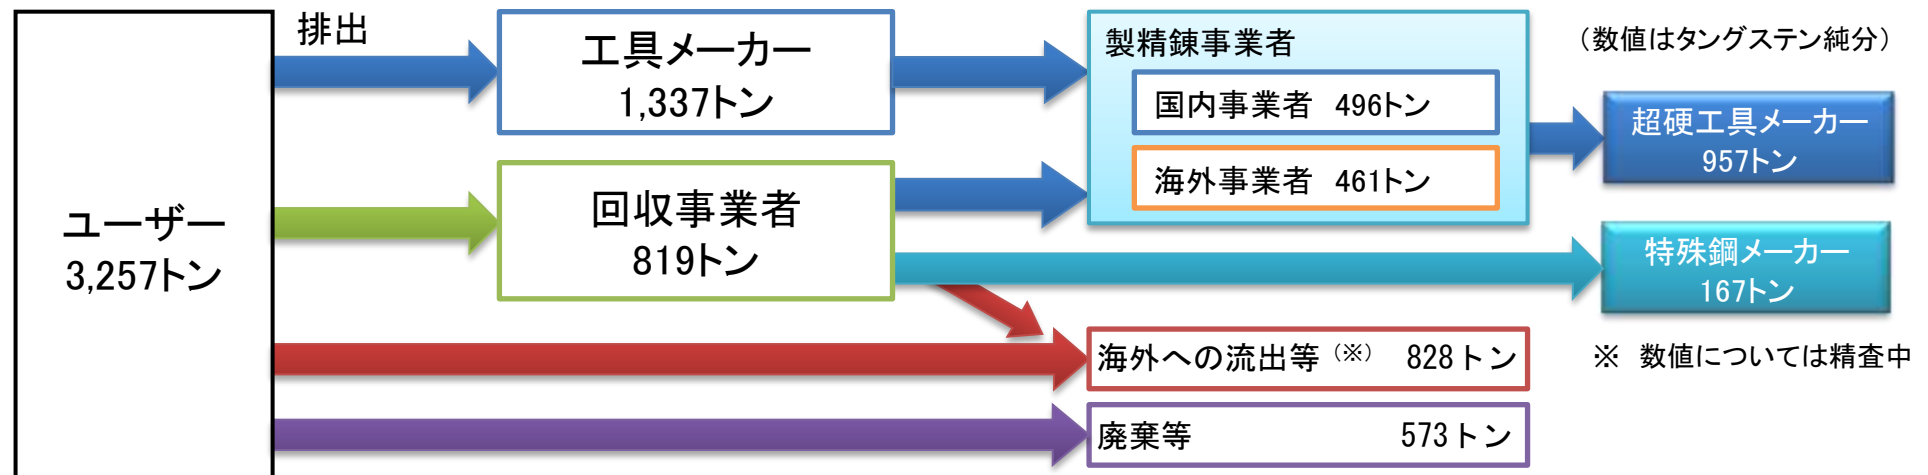 排出
ユーザー
3,257トン
工具メーカー
1,337トン
回収事業者
819トン
製精錬事業者
国内事業者 496トン
海外事業者 461トン
(数値はタングステン純分)
超硬工具メーカー
957トン
特殊鋼メーカー
167トン
海外への流出等(※) 828トン
※ 数値については精査中
廃棄等 573トン